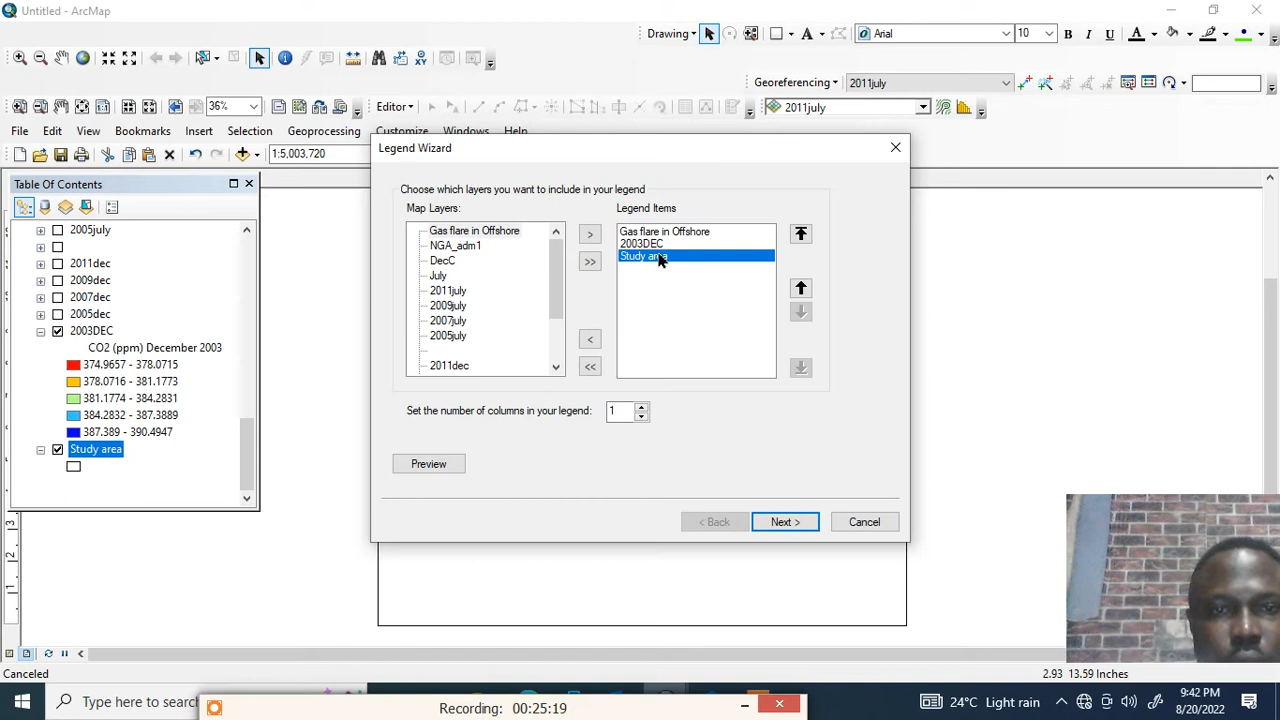 Untitled - ArcMap
Drawing
A
Arial
10
A
B
I
U
A
Georeferencing
2011july
36%
Editor
2011july
File
Edit
View
Bookmarks
Insert
Selection
Geoprocessing
Customize
Windows
Help
1:5,003,720
Table Of Contents
2005july
2011dec
2009dec
2007dec
2005dec
2003DEC
CO2 (ppm) December 2003
374.9657 - 378.0715
378.0716 - 381.1773
381.1774 - 384.2831
384.2832 - 387.3889
387.389 - 390.4947
Study area
Legend Wizard
Choose which layers you want to include in your legend
Map Layers:
Legend Items
Gas flare in Offshore
NGA_adm1
DecC
July
2011july
2009july
2007july
2005july
2011dec
>
>>
<
<<
Gas flare in Offshore
2003DEC
Study area
Set the number of columns in your legend:
1
Preview
< Back
Next >
Cancel
3
2
1
Canceled
2.93 13.59 Inches
Type here to search
Recording: 00:25:19
24°C Light rain
9:42 PM
8/20/2022